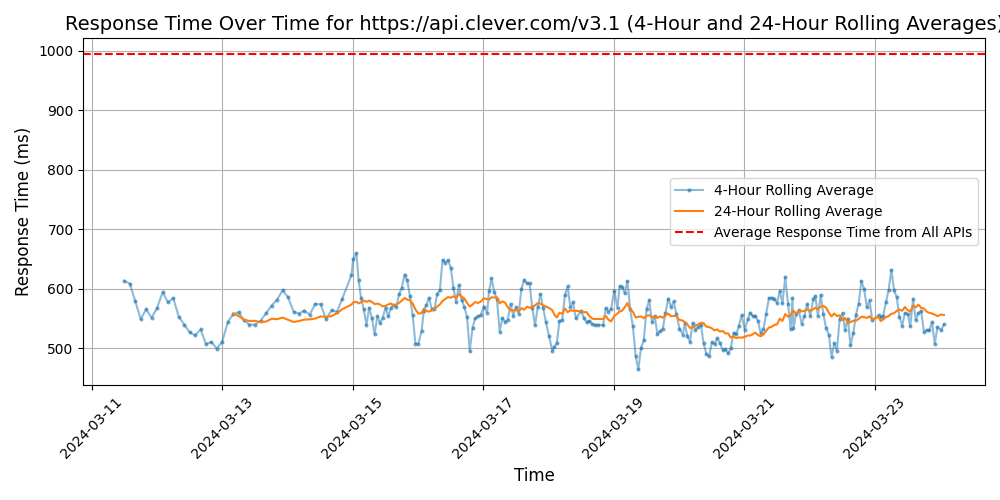 Response Time Over Time for https://api.clever.com/v3.1 (4-Hour and 24-Hour Rolling Averages)
Response Time (ms)
1000
900
800
700
600
500
4-Hour Rolling Average
24-Hour Rolling Average
Average Response Time from All APIs
2024-03-11
2024-03-13
2024-03-15
2024-03-17
2024-03-19
2024-03-21
2024-03-23
Time